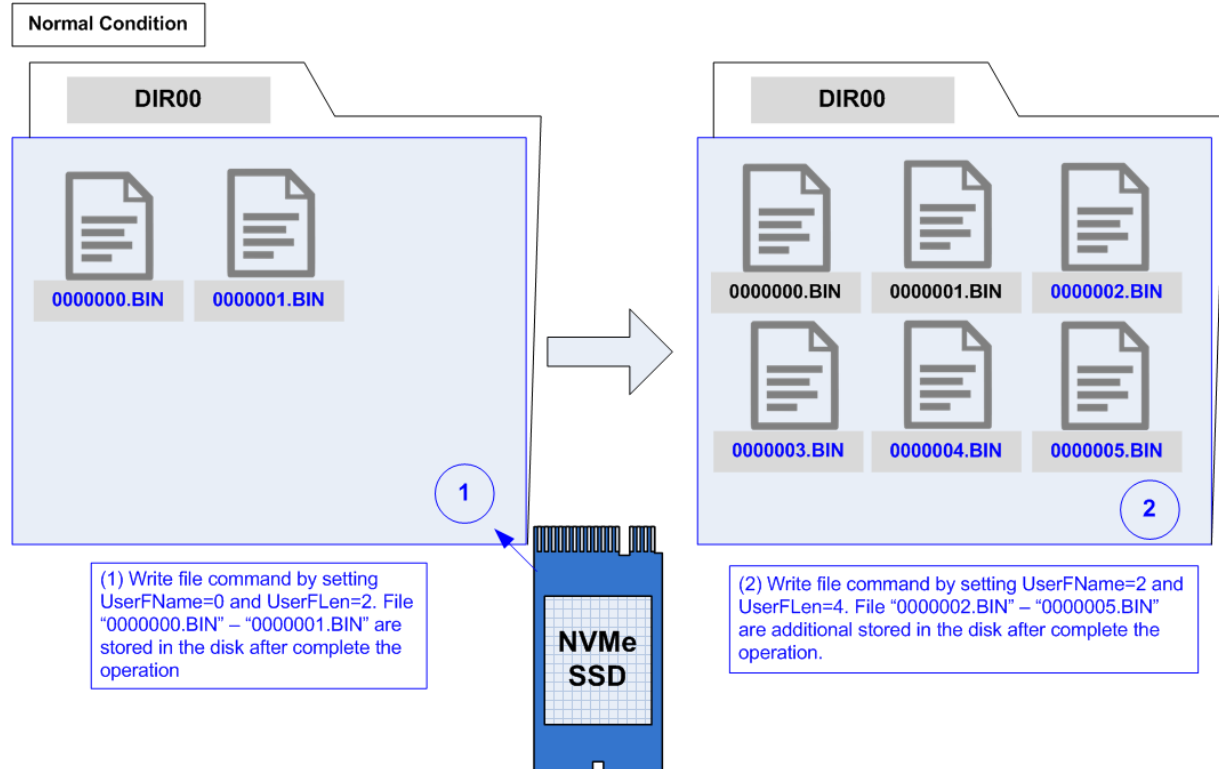 Normal Condition
DIR00
0000000.BIN
0000001.BIN
1
(1) Write file command by setting
UserFName=0 and UserFLen=2. File
“0000000.BIN” – “0000001.BIN” are
stored in the disk after complete the
operation
NVMe
SSD
DIR00
0000000.BIN
0000001.BIN
0000002.BIN
0000003.BIN
0000004.BIN
0000005.BIN
2
(2) Write file command by setting UserFName=2 and
UserFLen=4. File “0000002.BIN” – “0000005.BIN”
are additional stored in the disk after complete the
operation.